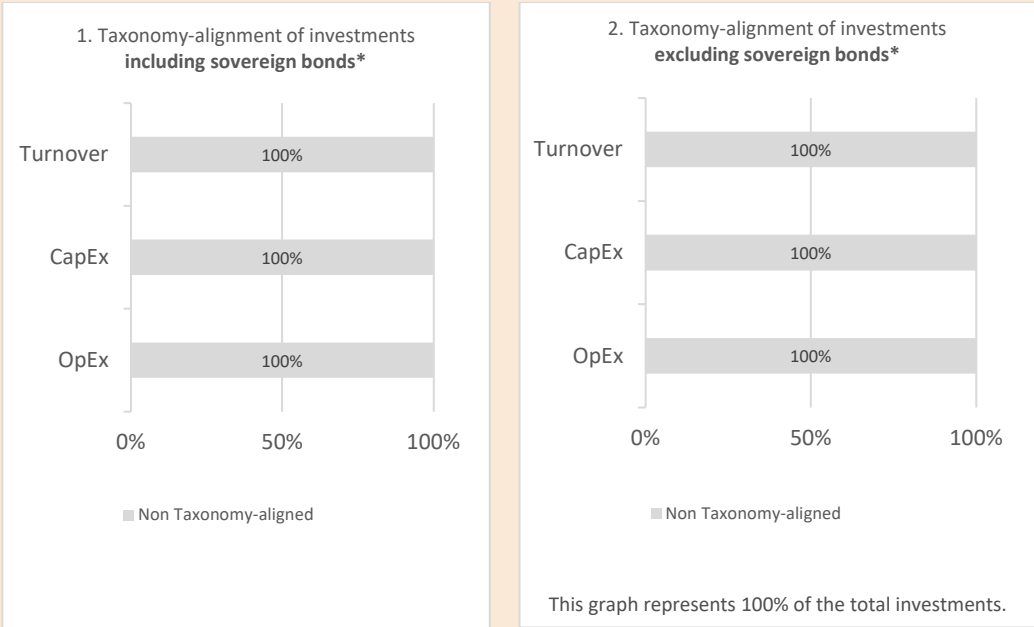 1. Taxonomy-alignment of investments
including sovereign bonds*
Turnover
100%
CapEx
100%
OpEx
100%
0%
50%
100%
Non Taxonomy-aligned
2. Taxonomy-alignment of investments
excluding sovereign bonds*
Turnover
100%
CapEx
100%
OpEx
100%
0%
50%
100%
Non Taxonomy-aligned
This graph represents 100% of the total investments.